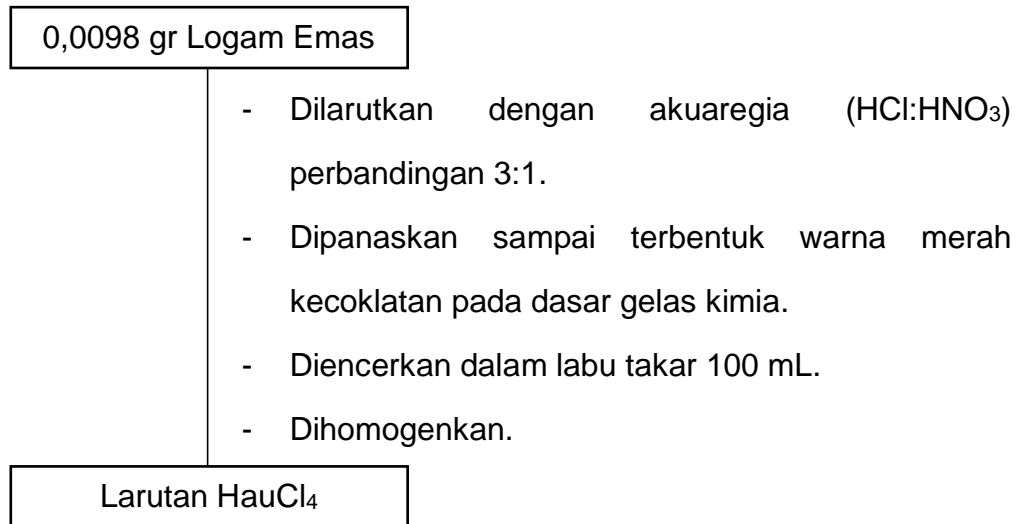 0,0098 gr Logam Emas
- Dilarutkan dengan akuaregia (HCl:HNO₃)
perbandingan 3:1.
- Dipanaskan sampai terbentuk warna merah
kecoklatan pada dasar gelas kimia.
- Diencerkan dalam labu takar 100 mL.
- Dihomogenkan.
Larutan HauCl₄